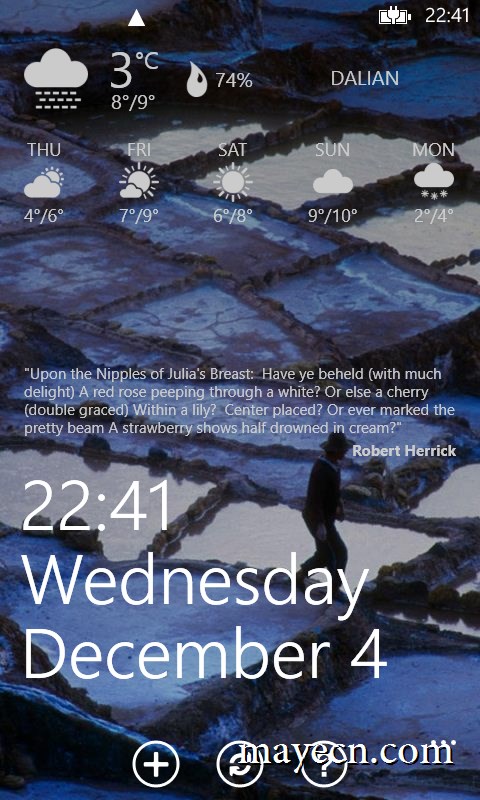 22:41
3°C
8°/9°
74%
DALIAN
THU FRI SAT SUN MON
4°/6° 7°/9° 6°/8° 9°/10° 2°/4°
"Upon the Nipples of Julia's Breast:  Have ye beheld (with much
delight) A red rose peeping through a white? Or else a cherry
(double graced) Within a lily?  Center placed? Or ever marked the
pretty beam A strawberry shows half drowned in cream?"
Robert Herrick
22:41
Wednesday
December 4
mayecn.com